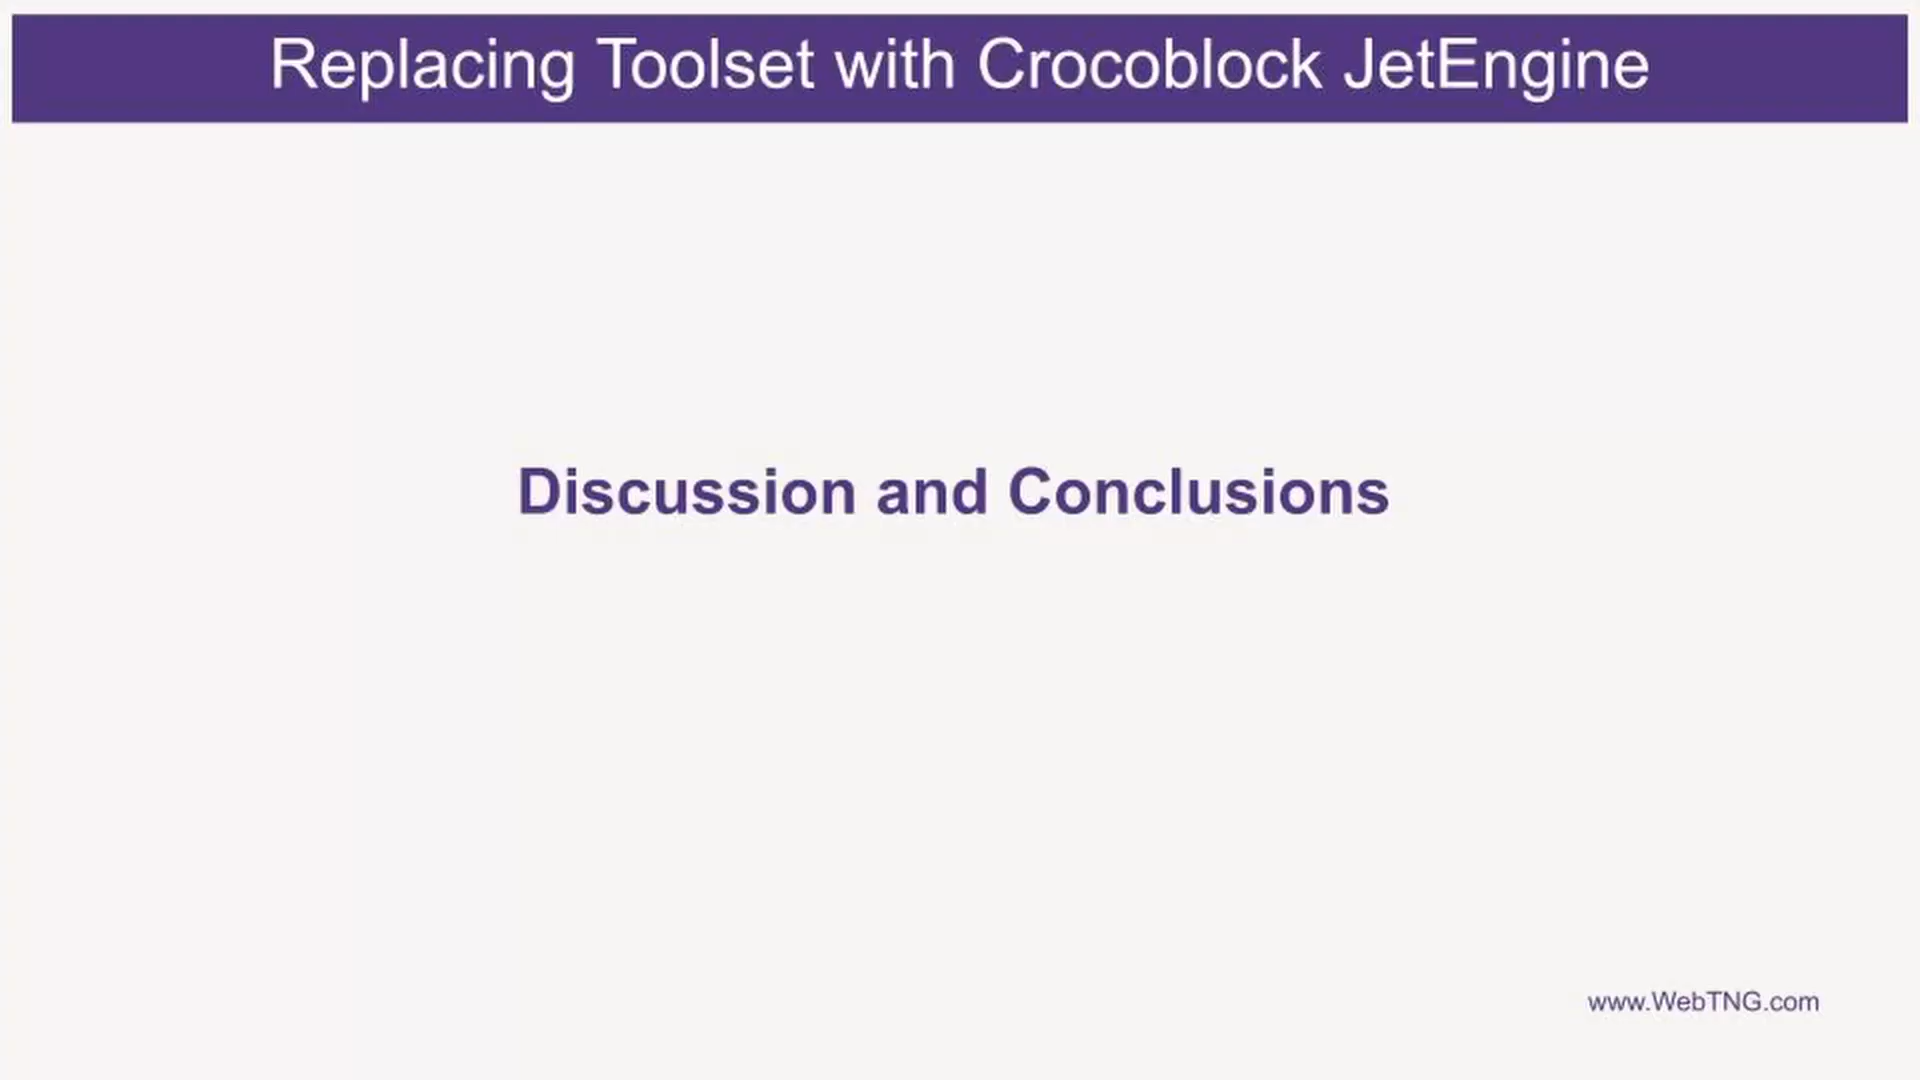 Replacing Toolset with Crocoblock JetEngine
Discussion and Conclusions
www.WebTNG.com